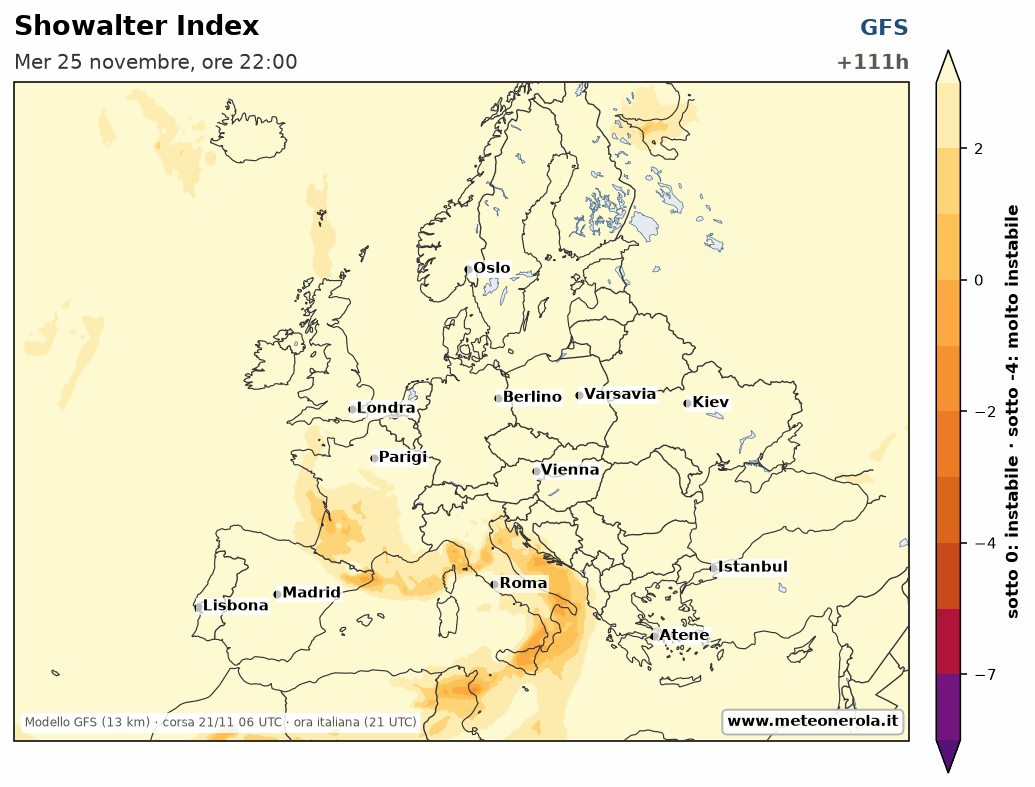 Showalter Index
GFS
Mer 25 novembre, ore 22:00
+111h
2
0
−2
−4
−7
sotto 0: instabile · sotto -4: molto instabile
Oslo
Berlino
Varsavia
Kiev
Londra
Parigi
Vienna
Istanbul
Roma
Madrid
Lisbona
Atene
Modello GFS (13 km) · corsa 21/11 06 UTC · ora italiana (21 UTC)
www.meteonerola.it